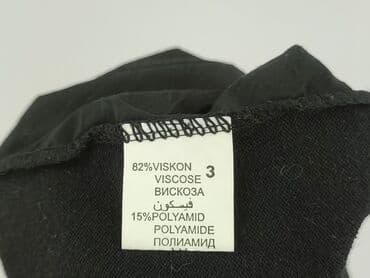 82%VISKON 3
VISCOSE
ВИСКОЗА
فيسكون
15%POLYAMID
POLYAMIDE
ПОЛИАМИД